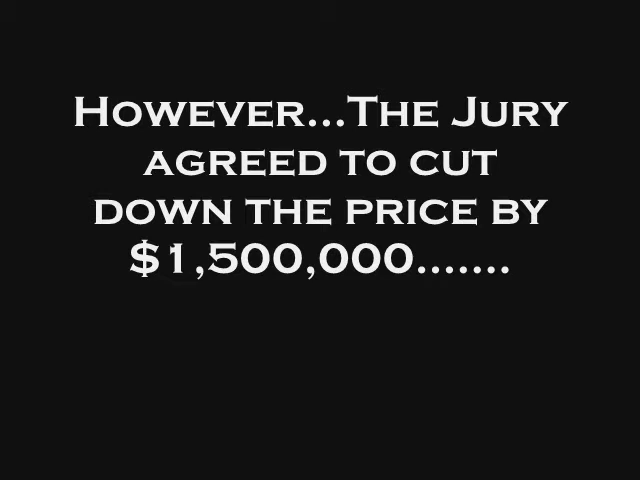 However...The Jury
agreed to cut
down the price by
$1,500,000.......